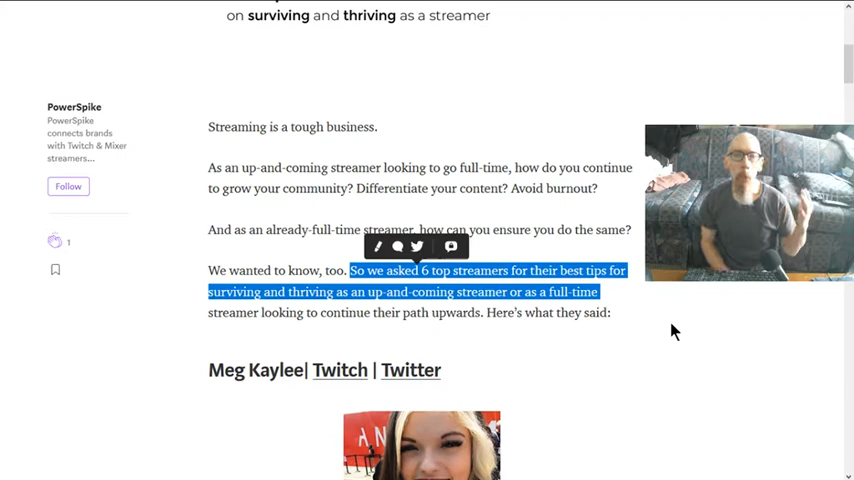 on surviving and thriving as a streamer
PowerSpike
PowerSpike
connects brands
with Twitch & Mixer
streamers...
Follow
1
Streaming is a tough business.
As an up-and-coming streamer looking to go full-time, how do you continue
to grow your community? Differentiate your content? Avoid burnout?
And as an already-full-time streamer, how can you ensure you do the same?
We wanted to know, too. So we asked 6 top streamers for their best tips for
surviving and thriving as an up-and-coming streamer or as a full-time
streamer looking to continue their path upwards. Here's what they said:
Meg Kaylee| Twitch | Twitter